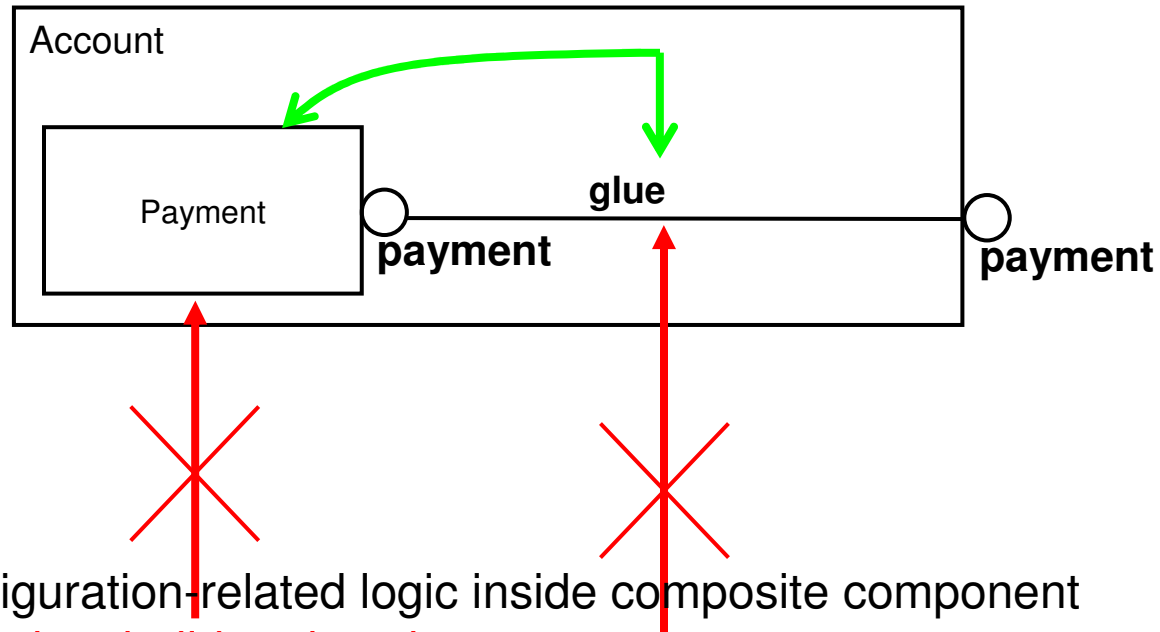 Account
glue
Payment
payment
payment
iguration-related logic inside composite component